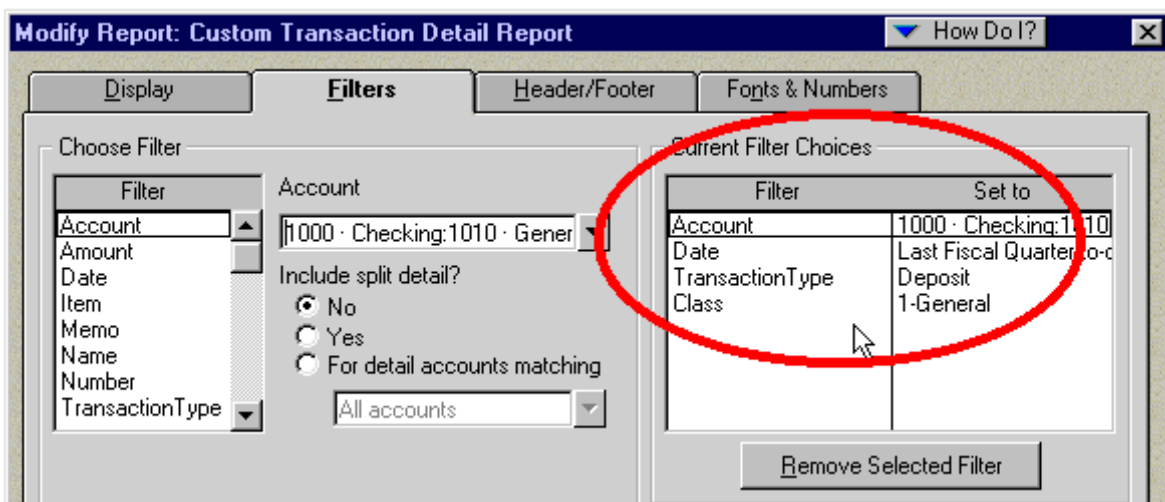 Modify Report: Custom Transaction Detail Report
How Do I?
Display
Filters
Header/Footer
Fonts & Numbers
Choose Filter
Filter
Account
Amount
Date
Item
Memo
Name
Number
TransactionType
Account
1000 · Checking:1010 · Gener
Include split detail?
No
Yes
For detail accounts matching
All accounts
Current Filter Choices
Filter Set to
Account 1000 · Checking:1010
Date Last Fiscal Quarter-to-d
TransactionType Deposit
Class 1-General
Remove Selected Filter